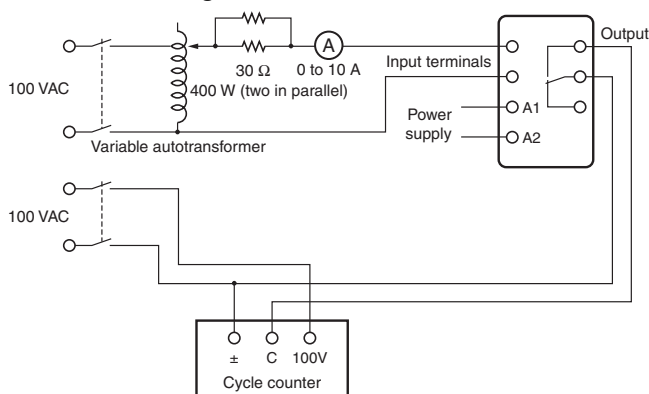 Output
A
Input terminals
30 Ω
0 to 10 A
100 VAC
400 W (two in parallel)
Power
supply
A1
A2
Variable autotransformer
100 VAC
± C 100V
Cycle counter